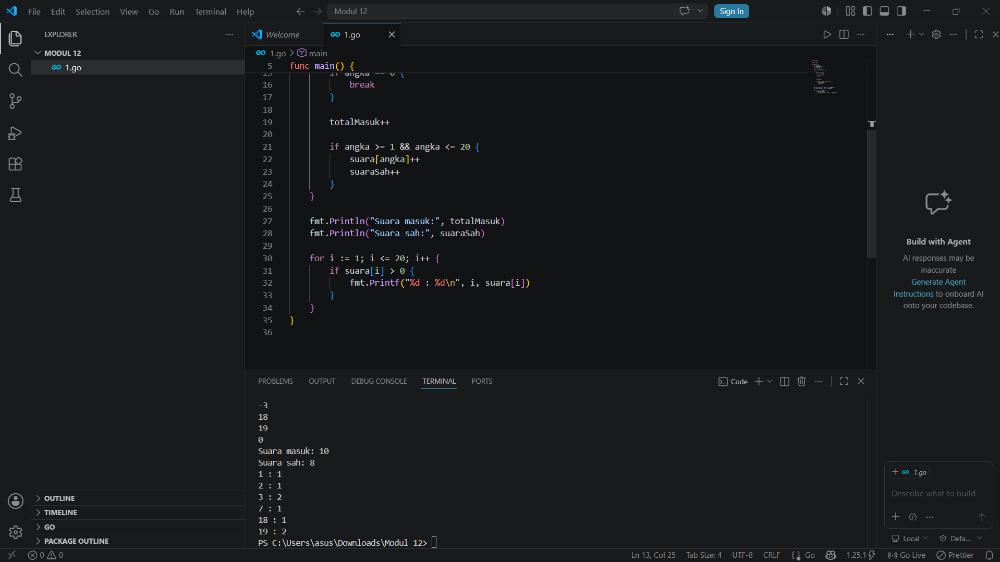 File Edit Selection View Go Run Terminal Help
Modul 12
Sign In
EXPLORER
MODUL 12
1.go
OUTLINE
TIMELINE
GO
PACKAGE OUTLINE
Welcome
1.go
1.go > main
5 func main() {
15 if angka == 0 {
16 break
17 }
18
19 totalMasuk++
20
21 if angka >= 1 && angka <= 20 {
22 suara[angka]++
23 suaraSah++
24 }
25 }
26
27 fmt.Println("Suara masuk:", totalMasuk)
28 fmt.Println("Suara sah:", suaraSah)
29
30 for i := 1; i <= 20; i++ {
31 if suara[i] > 0 {
32 fmt.Printf("%d : %d\n", i, suara[i])
33 }
34 }
35 }
36
PROBLEMS OUTPUT DEBUG CONSOLE TERMINAL PORTS
Code
-3
18
19
0
Suara masuk: 10
Suara sah: 8
1 : 1
2 : 1
3 : 2
7 : 1
18 : 1
19 : 2
PS C:\Users\asus\Downloads\Modul 12>
Build with Agent
AI responses may be
inaccurate
Generate Agent
Instructions to onboard AI
onto your codebase.
1.go
Describe what to build
Local Defa...
0 0
Ln 13, Col 25 Tab Size: 4 UTF-8 CRLF Go 1.25.1 Go Live Prettier